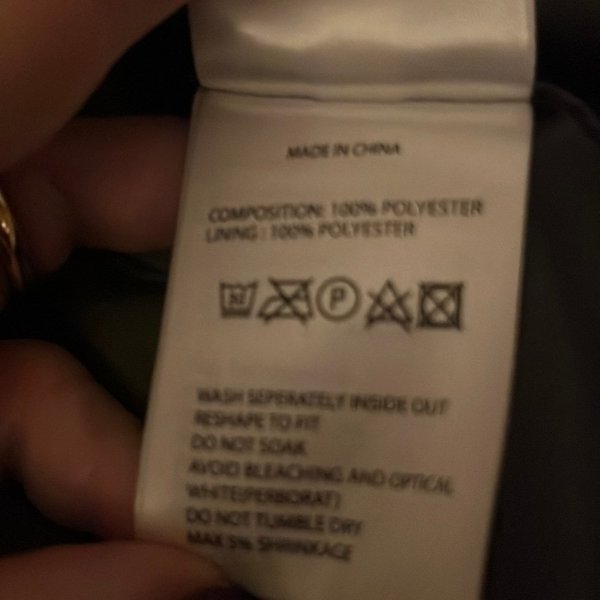 MADE IN CHINA
COMPOSITION: 100% POLYESTER
LINING : 100% POLYESTER
P
WASH SEPERATELY INSIDE OUT
RESHAPE TO FIT
DO NOT SOAK
AVOID BLEACHING AND OPTICAL
WHITE(PERBORAT)
DO NOT TUMBLE DRY
MAX 5% SHRINKAGE